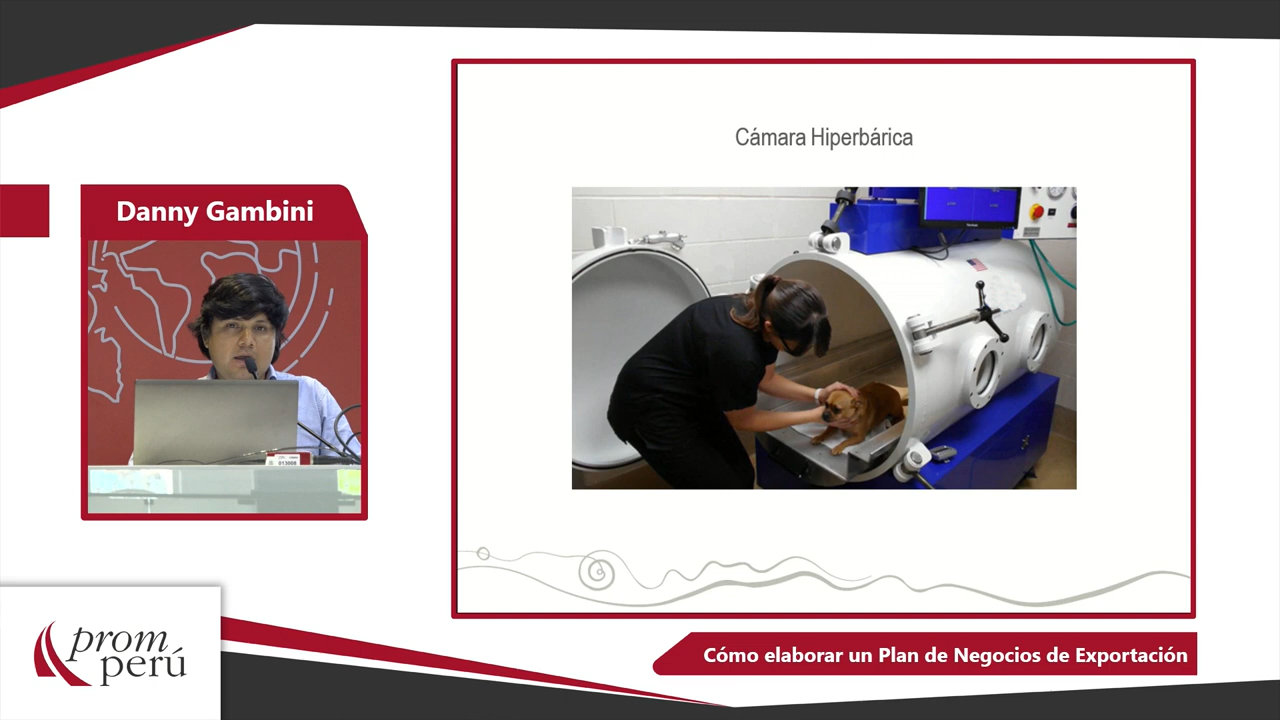 Danny Gambini
Cámara Hiperbárica
prom
perú
Cómo elaborar un Plan de Negocios de Exportación